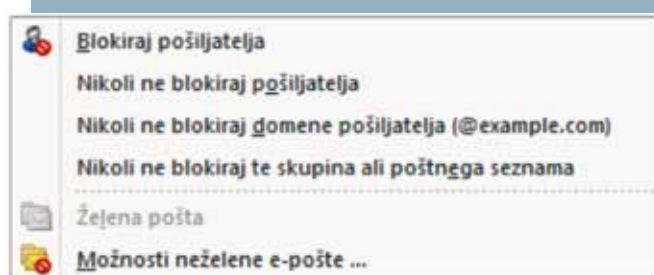 Blokiraj pošiljatelja
Nikoli ne blokiraj pošiljatelja
Nikoli ne blokiraj domene pošiljatelja (@example.com)
Nikoli ne blokiraj te skupina ali poštnega seznama
Želena pošta
Možnosti neželene e-pošte ...